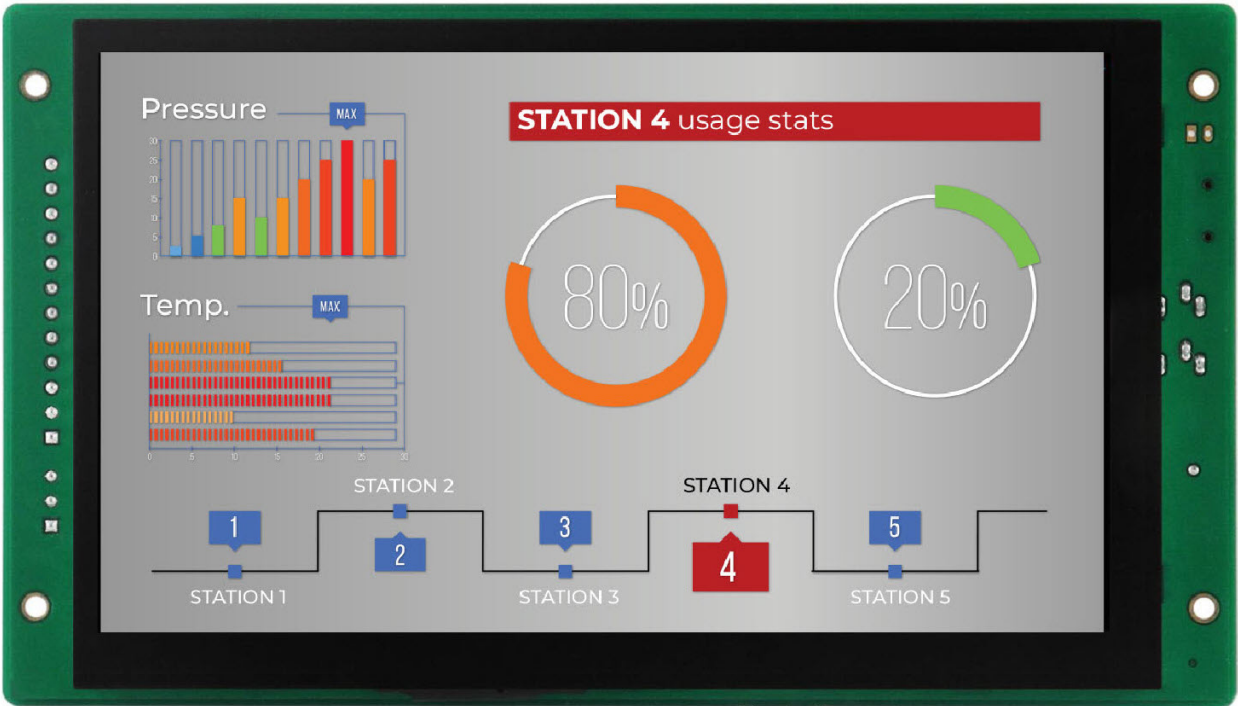 Pressure
MAX
30
25
20
15
10
5
0
Temp.
MAX
0 5 10 15 20 25 30
STATION 4 usage stats
80%
20%
STATION 2
STATION 4
1
2
3
4
5
STATION 1
STATION 3
STATION 5